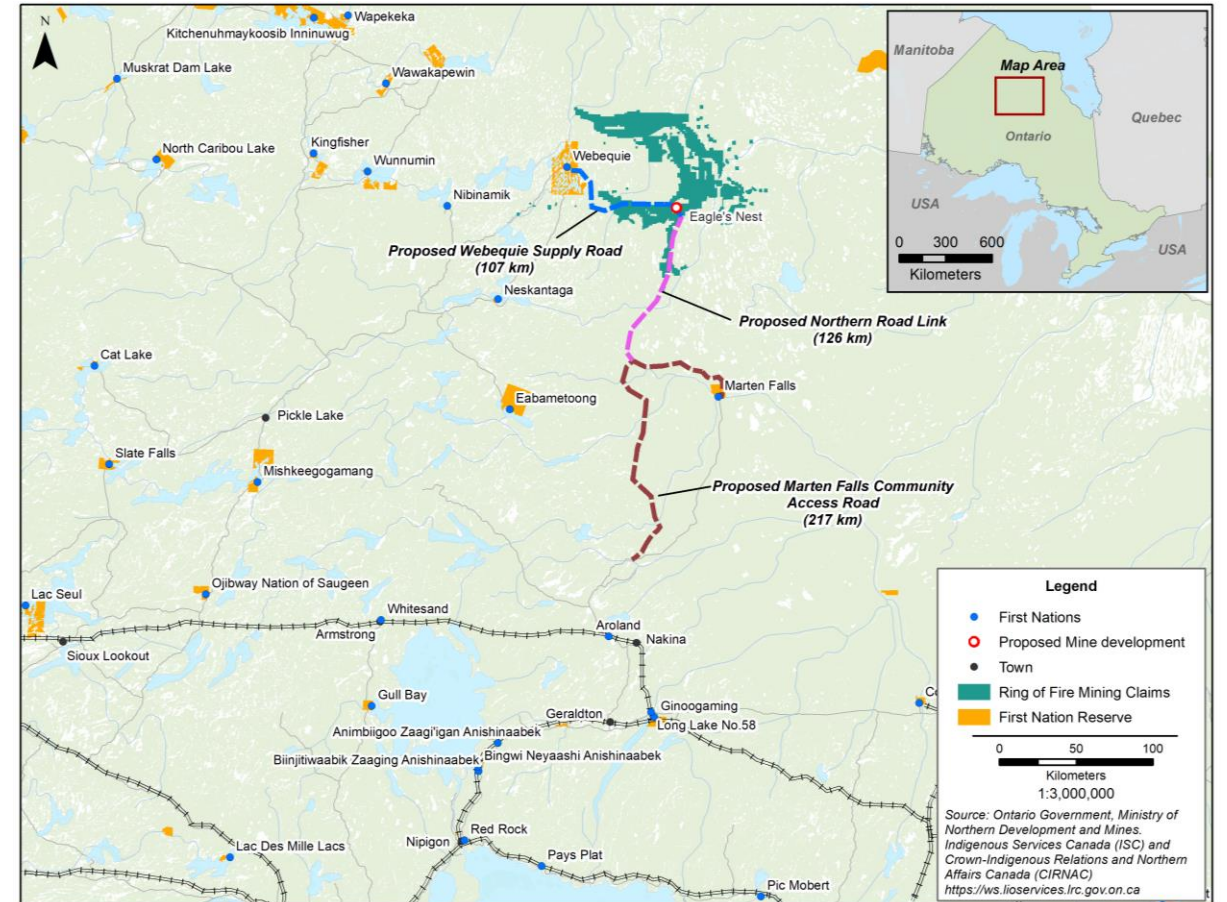 N
Wapekeka
Kitchenuhmaykoosib Inninuwug
Muskrat Dam Lake
Wawakapewin
North Caribou Lake
Kingfisher
Wunnumin
Nibinamik
Webequie
Eagle's Nest
Proposed Webequie Supply Road
(107 km)
Neskantaga
Proposed Northern Road Link
(126 km)
Cat Lake
Marten Falls
Eabametoong
Pickle Lake
Slate Falls
Mishkeegogamang
Proposed Marten Falls Community
Access Road
(217 km)
Lac Seul
Ojibway Nation of Saugeen
Whitesand
Armstrong
Sioux Lookout
Aroland
Nakina
Gull Bay
Geraldton
Ginoogaming
Long Lake No.58
Animbiigoo Zaagi'igan Anishinaabek
Biinjitiwaabik Zaaging Anishinaabek
Bingwi Neyaashi Anishinaabek
Red Rock
Nipigon
Lac Des Mille Lacs
Pays Plat
Pic Mobert
Manitoba
Map Area
Ontario
Quebec
USA
USA
0 300 600
Kilometers
Legend
First Nations
Proposed Mine development
Town
Ring of Fire Mining Claims
First Nation Reserve
0 50 100
Kilometers
1:3,000,000
Source: Ontario Government, Ministry of
Northern Development and Mines.
Indigenous Services Canada (ISC) and
Crown-Indigenous Relations and Northern
Affairs Canada (CIRNAC)
https://ws.lioservices.lrc.gov.on.ca